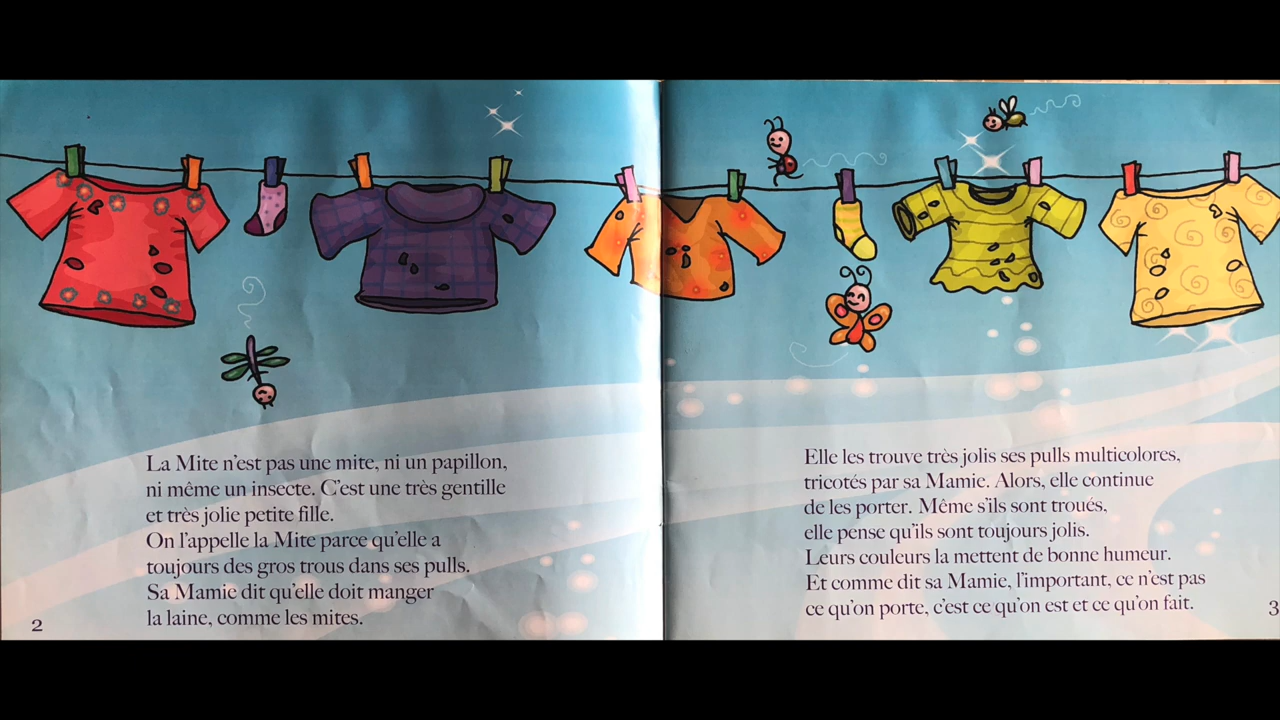 La Mite n'est pas une mite, ni un papillon,
ni même un insecte. C'est une très gentille
et très jolie petite fille.
On l'appelle la Mite parce qu'elle a
toujours des gros trous dans ses pulls.
Sa Mamie dit qu'elle doit manger
la laine, comme les mites.
2
Elle les trouve très jolis ses pulls multicolores,
tricotés par sa Mamie. Alors, elle continue
de les porter. Même s'ils sont troués,
elle pense qu'ils sont toujours jolis.
Leurs couleurs la mettent de bonne humeur.
Et comme dit sa Mamie, l'important, ce n'est pas
ce qu'on porte, c'est ce qu'on est et ce qu'on fait.
3